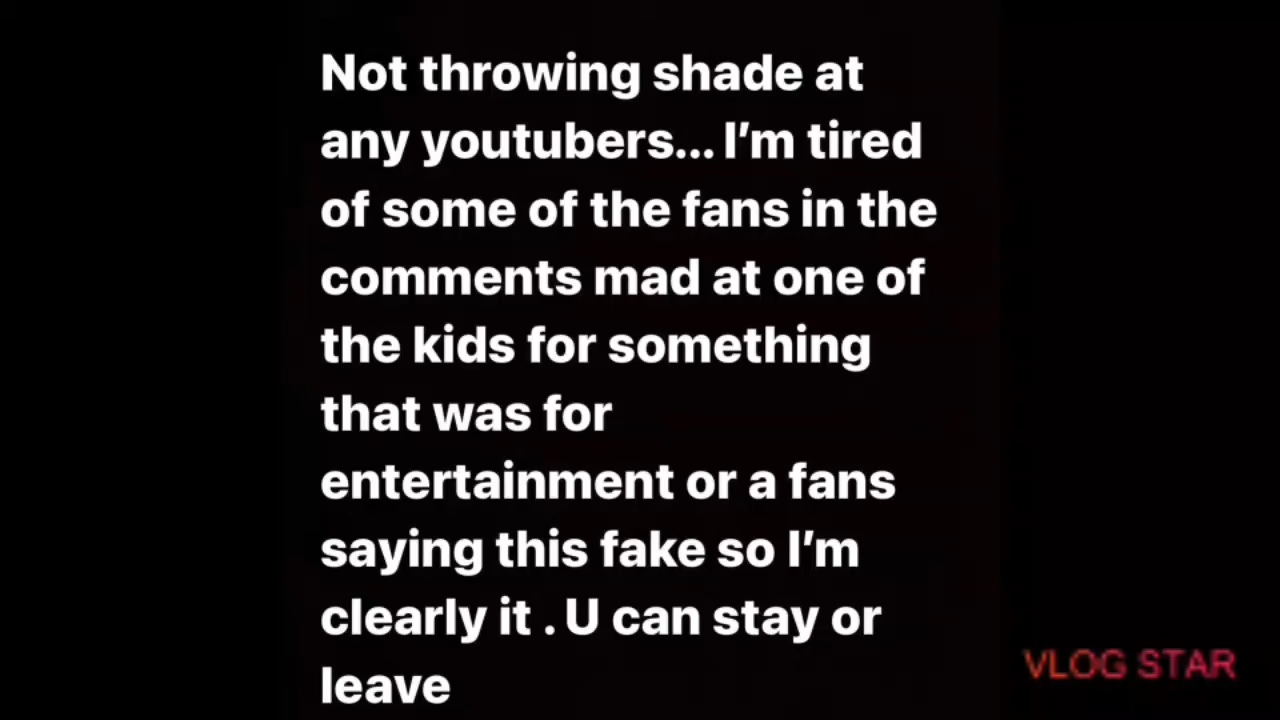 Not throwing shade at
any youtubers... I’m tired
of some of the fans in the
comments mad at one of
the kids for something
that was for
entertainment or a fans
saying this fake so I’m
clearly it . U can stay or
leave
VLOG STAR